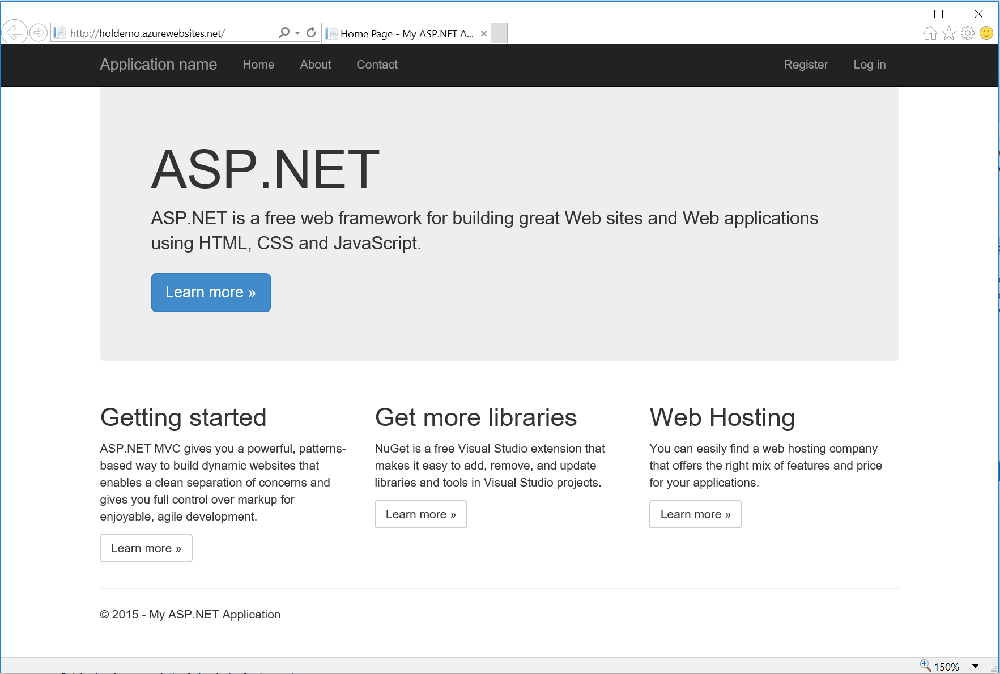 http://holdemo.azurewebsites.net/
Home Page - My ASP.NET A...
Application name Home About Contact Register Log in
ASP.NET
ASP.NET is a free web framework for building great Web sites and Web applications
using HTML, CSS and JavaScript.
Learn more »
Getting started
ASP.NET MVC gives you a powerful, patterns-
based way to build dynamic websites that
enables a clean separation of concerns and
gives you full control over markup for
enjoyable, agile development.
Learn more »
Get more libraries
NuGet is a free Visual Studio extension that
makes it easy to add, remove, and update
libraries and tools in Visual Studio projects.
Learn more »
Web Hosting
You can easily find a web hosting company
that offers the right mix of features and price
for your applications.
Learn more »
© 2015 - My ASP.NET Application
150%